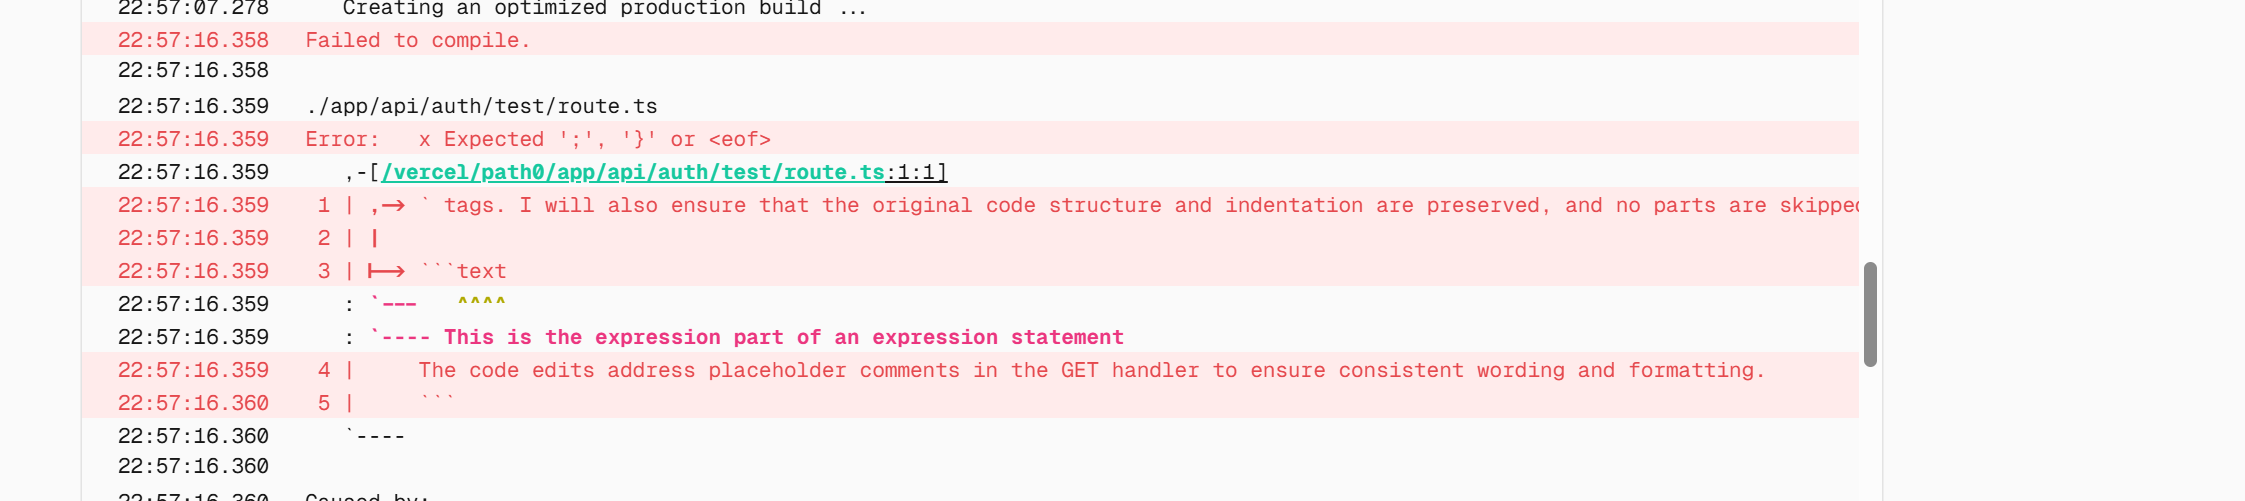 22:57:07.278 Creating an optimized production build ...
22:57:16.358 Failed to compile.
22:57:16.358
22:57:16.359 ./app/api/auth/test/route.ts
22:57:16.359 Error:   x Expected ';', '}' or <eof>
22:57:16.359 ,-[/vercel/path0/app/api/auth/test/route.ts:1:1]
22:57:16.359 1 | ,-> ` tags. I will also ensure that the original code structure and indentation are preserved, and no parts are skipped
22:57:16.359 2 | |
22:57:16.359 3 | |-> ```text
22:57:16.359 : `---   ^^^^
22:57:16.359 : `---- This is the expression part of an expression statement
22:57:16.359 4 |     The code edits address placeholder comments in the GET handler to ensure consistent wording and formatting.
22:57:16.360 5 |     ```
22:57:16.360 `----
22:57:16.360
22:57:16.360 Caused by: